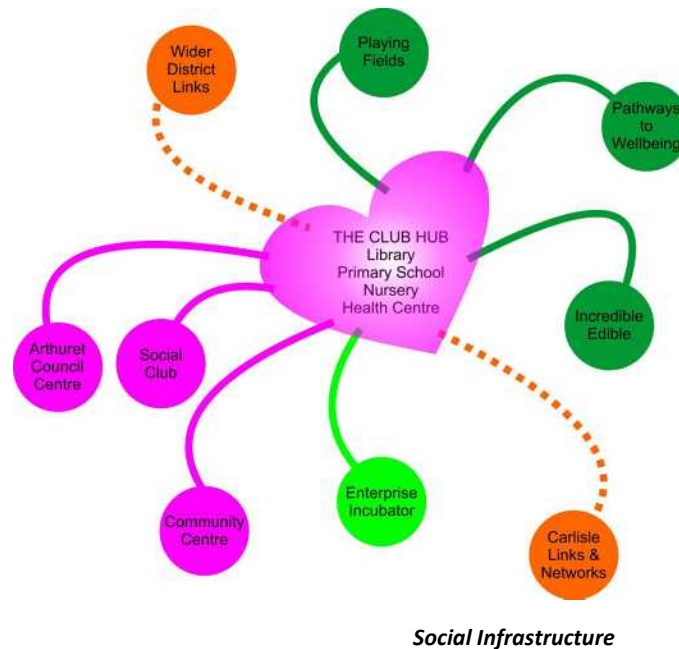 Wider
District
Links
Playing
Fields
Pathways
to
Wellbeing
THE CLUB HUB
Library
Primary School
Nursery
Health Centre
Incredible
Edible
Arthuret
Council
Centre
Social
Club
Enterprise
Incubator
Community
Centre
Carlisle
Links &
Networks
Social Infrastructure